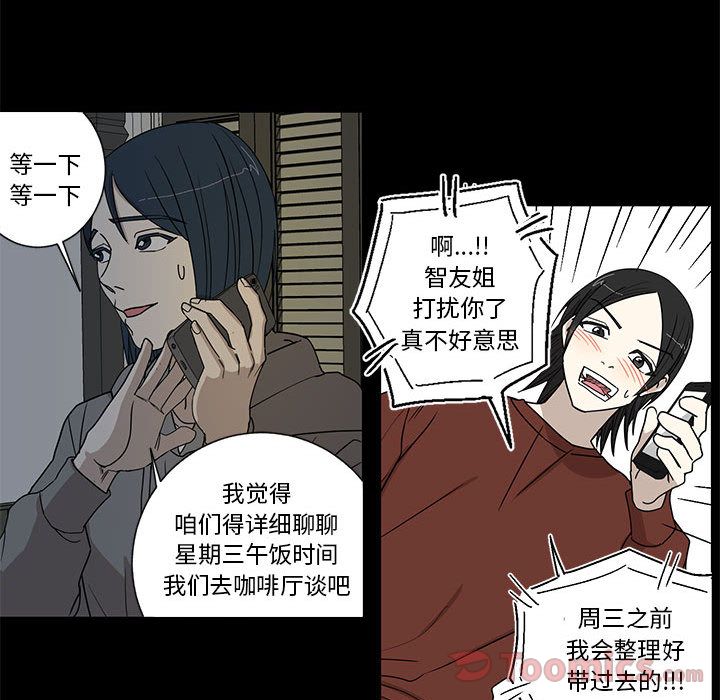 等一下
等一下
啊...!!
智友姐
打扰你了
真不好意思
我觉得
咱们得详细聊聊
星期三午饭时间
我们去咖啡厅谈吧
周三之前
我会整理好
带过去的!!!
Toomics.com